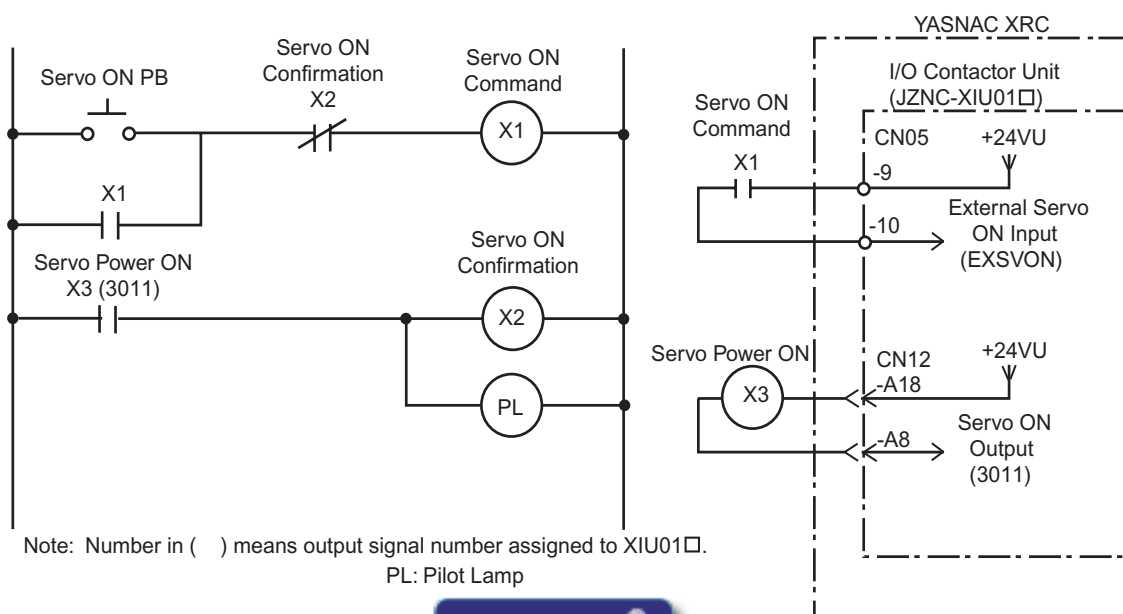 YASNAC XRC
Servo ON PB
Servo ON
Confirmation
X2
Servo ON
Command
X1
X1
Servo Power ON
X3 (3011)
Servo ON
Confirmation
X2
PL
Servo ON
Command
X1
I/O Contactor Unit
(JZNC-XIU01□)
CN05
+24VU
-9
-10
External Servo
ON Input
(EXSVON)
Servo Power ON
X3
CN12
-A18
+24VU
-A8
Servo ON
Output
(3011)
Note: Number in ( ) means output signal number assigned to XIU01□.
PL: Pilot Lamp